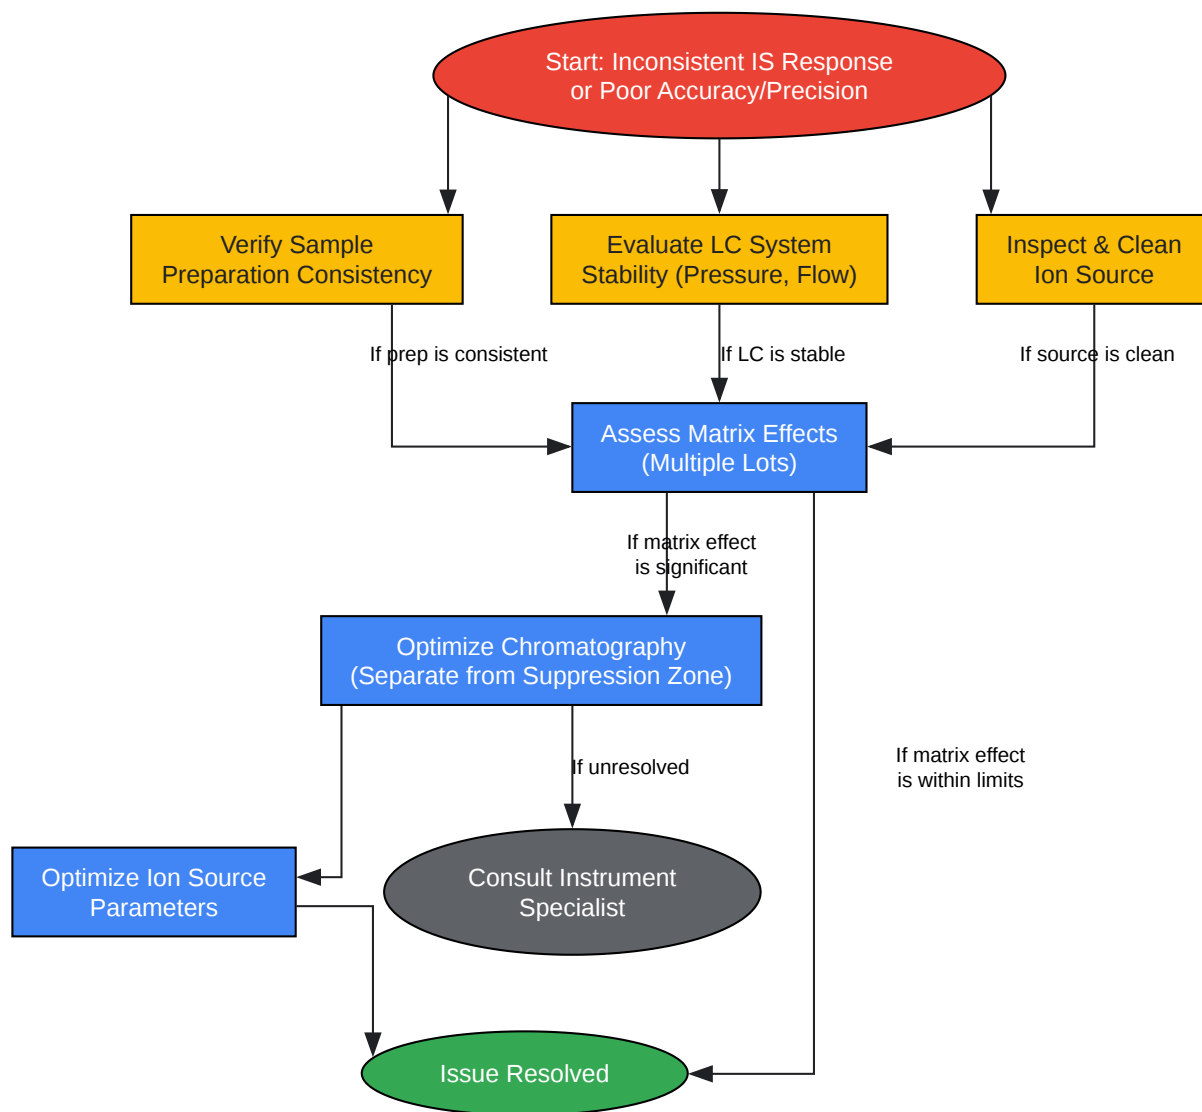 Start: Inconsistent IS Response
or Poor Accuracy/Precision
Verify Sample
Preparation Consistency
Evaluate LC System
Stability (Pressure, Flow)
Inspect & Clean
Ion Source
If prep is consistent
If LC is stable
If source is clean
Assess Matrix Effects
(Multiple Lots)
If matrix effect
is significant
Optimize Chromatography
(Separate from Suppression Zone)
If unresolved
If matrix effect
is within limits
Optimize Ion Source
Parameters
Consult Instrument
Specialist
Issue Resolved